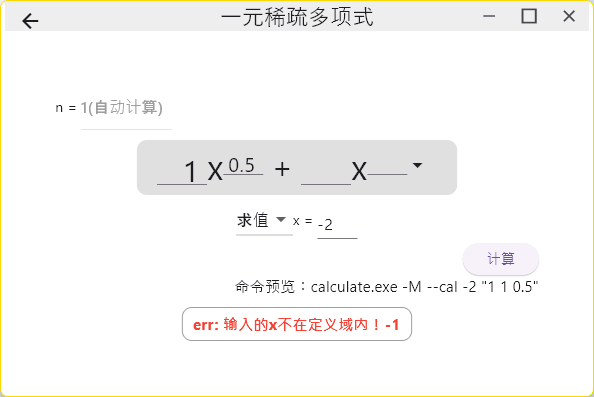 一元稀疏多项式
n = 1(自动计算)
1 X 0.5 + X
求值 x = -2
计算
命令预览：calculate.exe -M --cal -2 "1 1 0.5"
err: 输入的x不在定义域内！-1